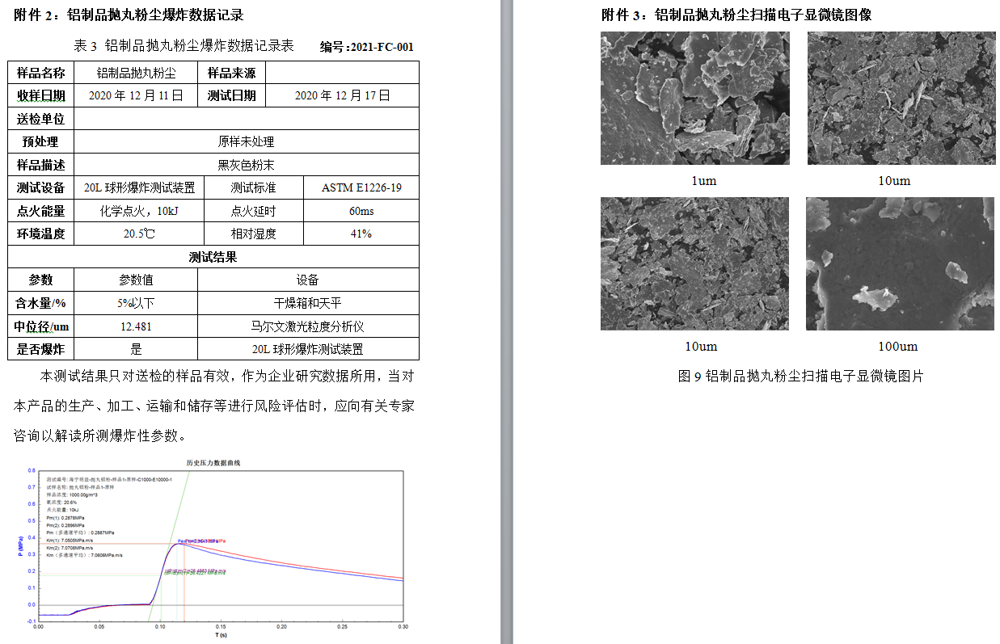 附件 2：铝制品抛丸粉尘爆炸数据记录
表 3 铝制品抛丸粉尘爆炸数据记录表 编号:2021-FC-001
样品名称 铝制品抛丸粉尘 样品来源
收样日期 2020 年 12 月 11 日 测试日期 2020 年 12 月 17 日
送检单位
预处理 原样未处理
样品描述 黑灰色粉末
测试设备 20L 球形爆炸测试装置 测试标准 ASTM E1226-19
点火能量 化学点火，10kJ 点火延时 60ms
环境温度 20.5℃ 相对湿度 41%
测试结果
参数 参数值 设备
含水量/% 5%以下 干燥箱和天平
中位径/um 12.481 马尔文激光粒度分析仪
是否爆炸 是 20L 球形爆炸测试装置
本测试结果只对送检的样品有效，作为企业研究数据所用，当对
本产品的生产、加工、运输和储存等进行风险评估时，应向有关专家
咨询以解读所测爆炸性参数。
历史压力数据曲线
测试编号: 海宁明益-抛丸铝粉-样品1-原样-C1000-E10000-1
试样名称: 抛丸铝粉-样品1-原样
样品浓度: 1000.00g/m^3
氧浓度: 20.6%
点火能量: 10kJ
Pm(1): 0.2878MPa
Pm(2): 0.2896MPa
Pm（多通道平均）: 0.2887MPa
Km(1): 7.0505MPa.m/s
Km(2): 7.0708MPa.m/s
Km（多通道平均）: 7.0606MPa.m/s
P (MPa)
0.8
0.7
0.6
0.5
0.4
0.3
0.2
0.1
0.0
-0.1
0.00 0.05 0.10 0.15 0.20 0.25 0.30
T (s)
附件 3：铝制品抛丸粉尘扫描电子显微镜图像
1um 10um
10um 100um
图 9 铝制品抛丸粉尘扫描电子显微镜图片